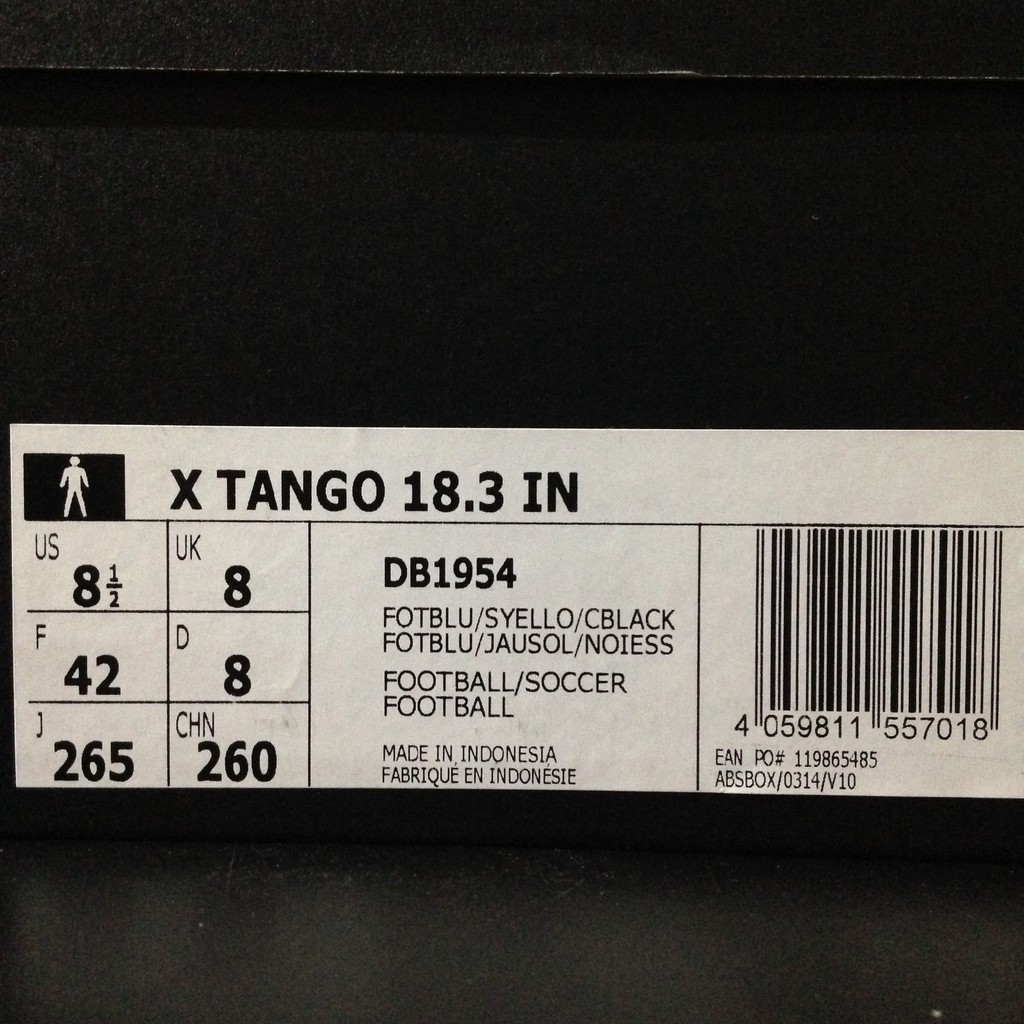 X TANGO 18.3 IN
US 8½ UK 8
F 42 D 8
J 265 CHN 260
DB1954
FOTBLU/SYELLO/CBLACK
FOTBLU/JAUSOL/NOIESS
FOOTBALL/SOCCER
FOOTBALL
MADE IN INDONESIA
FABRIQUÉ EN INDONÉSIE
4 059811 557018
EAN PO# 119865485
ABSBOX/0314/V10